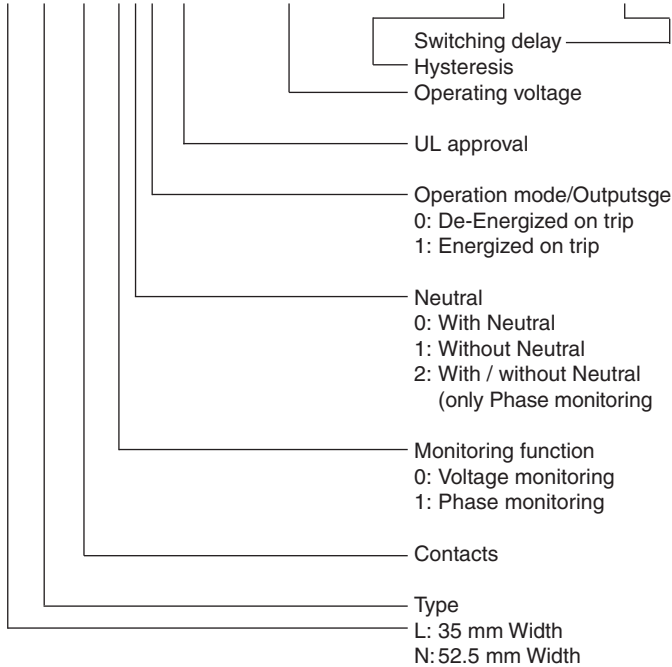 Switching delay
Hysteresis
Operating voltage
UL approval
Operation mode/Outputsge
0: De-Energized on trip
1: Energized on trip
Neutral
0: With Neutral
1: Without Neutral
2: With / without Neutral
(only Phase monitoring
Monitoring function
0: Voltage monitoring
1: Phase monitoring
Contacts
Type
L: 35 mm Width
N: 52.5 mm Width